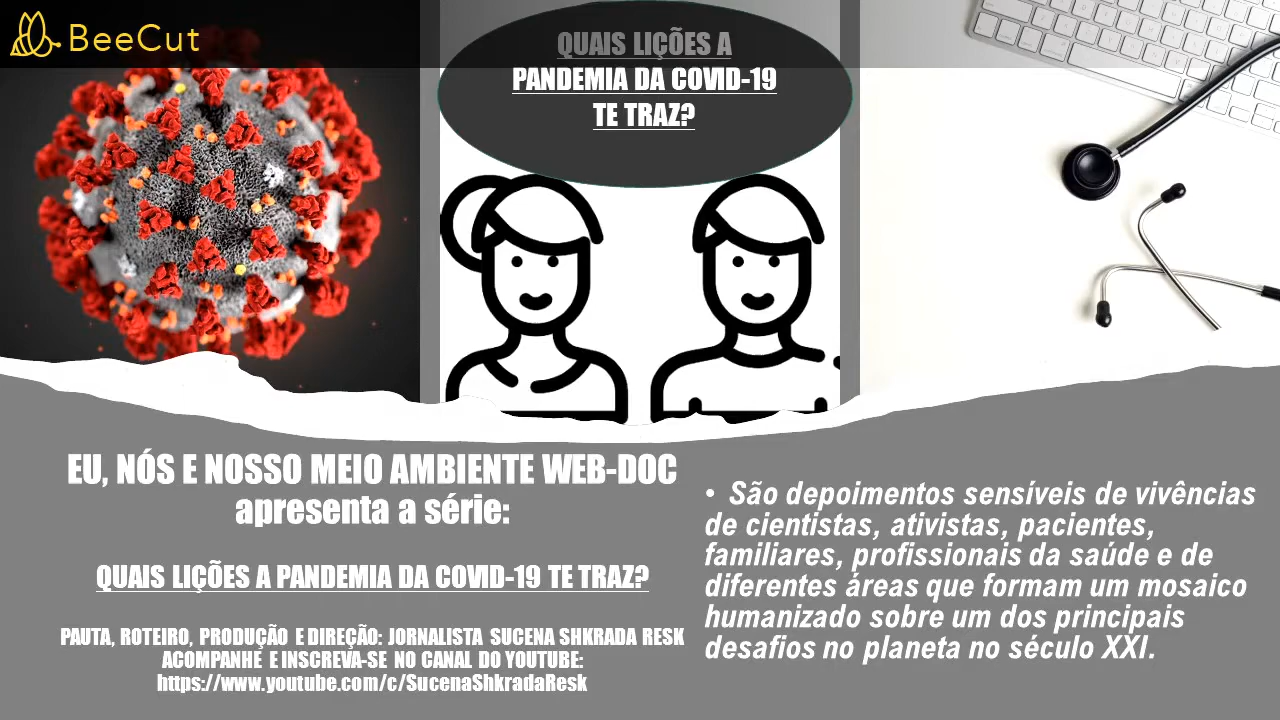 BeeCut
QUAIS LIÇÕES A
PANDEMIA DA COVID-19
TE TRAZ?
EU, NÓS E NOSSO MEIO AMBIENTE WEB-DOC
apresenta a série:
QUAIS LIÇÕES A PANDEMIA DA COVID-19 TE TRAZ?
PAUTA, ROTEIRO, PRODUÇÃO E DIREÇÃO: JORNALISTA SUCENA SHKRADA RESK
ACOMPANHE E INSCREVA-SE NO CANAL DO YOUTUBE:
https://www.youtube.com/c/SucenaShkradaResk
• São depoimentos sensíveis de vivências
de cientistas, ativistas, pacientes,
familiares, profissionais da saúde e de
diferentes áreas que formam um mosaico
humanizado sobre um dos principais
desafios no planeta no século XXI.